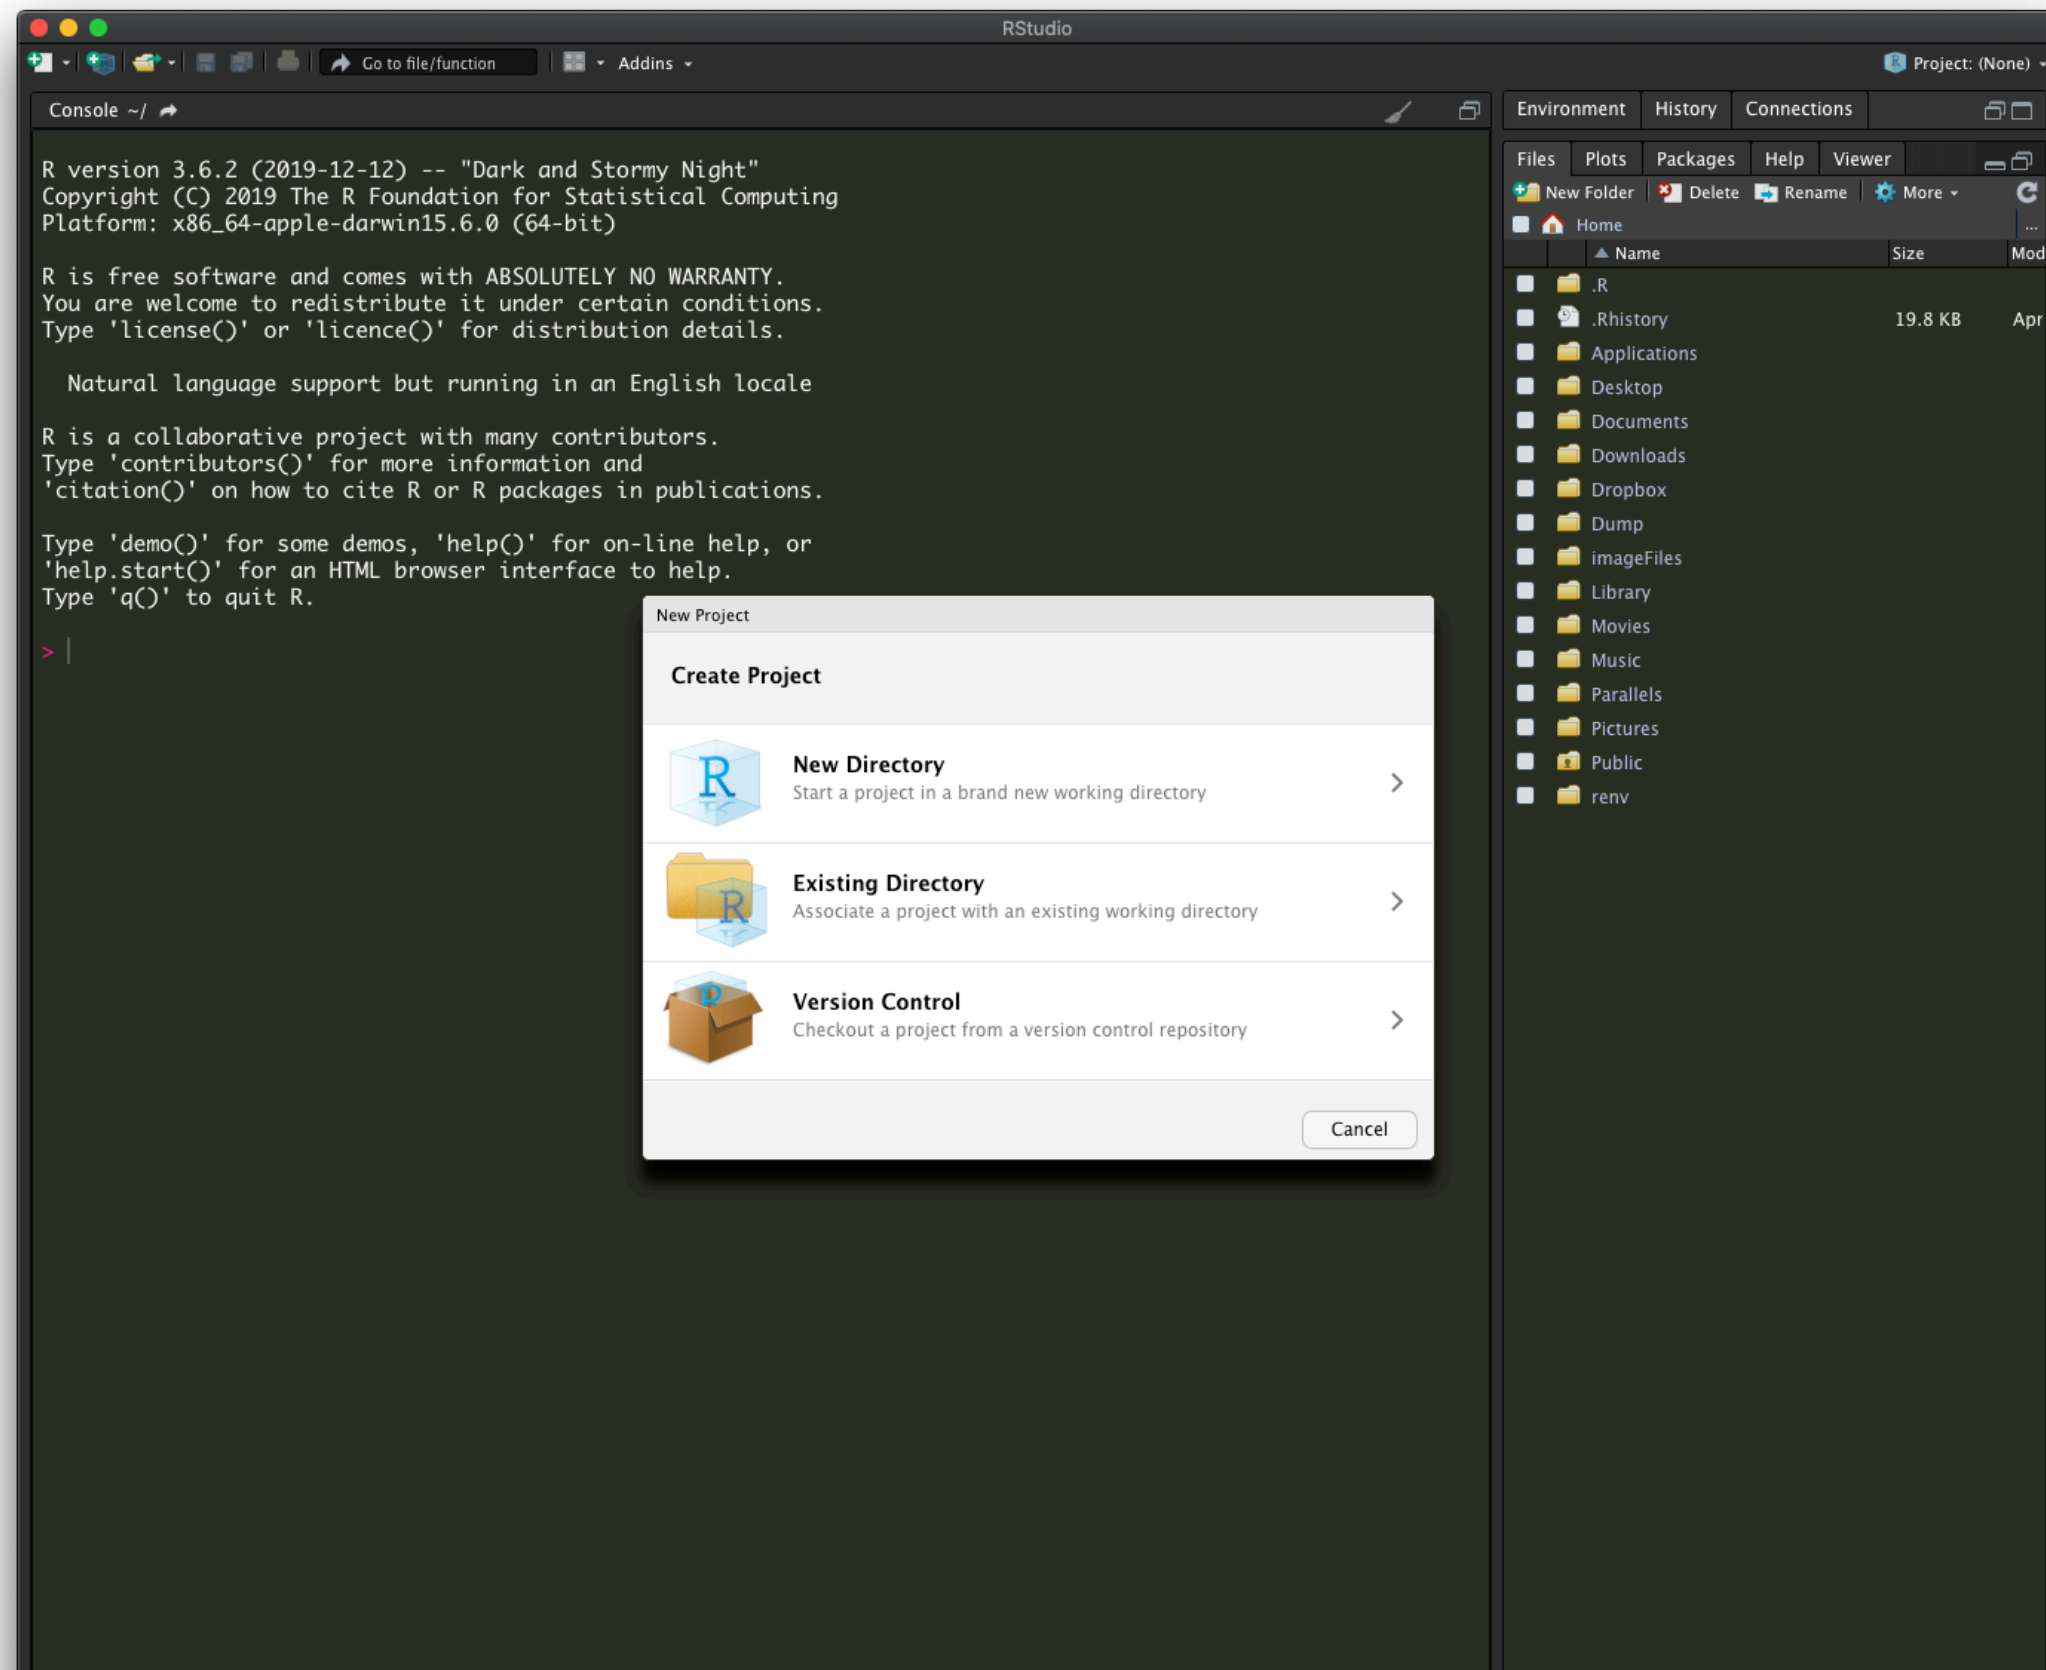 RStudio
Go to file/function
Addins
Project: (None)
Console ~/
R version 3.6.2 (2019-12-12) -- "Dark and Stormy Night"
Copyright (C) 2019 The R Foundation for Statistical Computing
Platform: x86_64-apple-darwin15.6.0 (64-bit)
R is free software and comes with ABSOLUTELY NO WARRANTY.
You are welcome to redistribute it under certain conditions.
Type 'license()' or 'licence()' for distribution details.
Natural language support but running in an English locale
R is a collaborative project with many contributors.
Type 'contributors()' for more information and
'citation()' on how to cite R or R packages in publications.
Type 'demo()' for some demos, 'help()' for on-line help, or
'help.start()' for an HTML browser interface to help.
Type 'q()' to quit R.
>
New Project
Create Project
New Directory
Start a project in a brand new working directory
Existing Directory
Associate a project with an existing working directory
Version Control
Checkout a project from a version control repository
Cancel
Environment History Connections
Files Plots Packages Help Viewer
New Folder Delete Rename More
Home ...
Name Size Mod
.R
.Rhistory 19.8 KB Apr
Applications
Desktop
Documents
Downloads
Dropbox
Dump
imageFiles
Library
Movies
Music
Parallels
Pictures
Public
renv